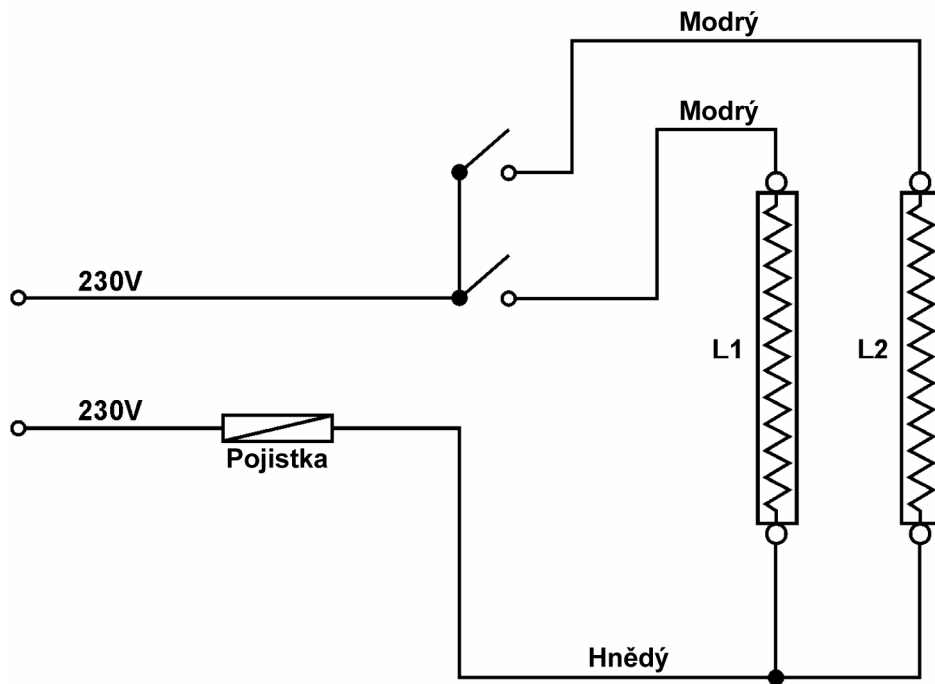 Modrý
Modrý
230V
L1
L2
230V
Pojistka
Hnědý